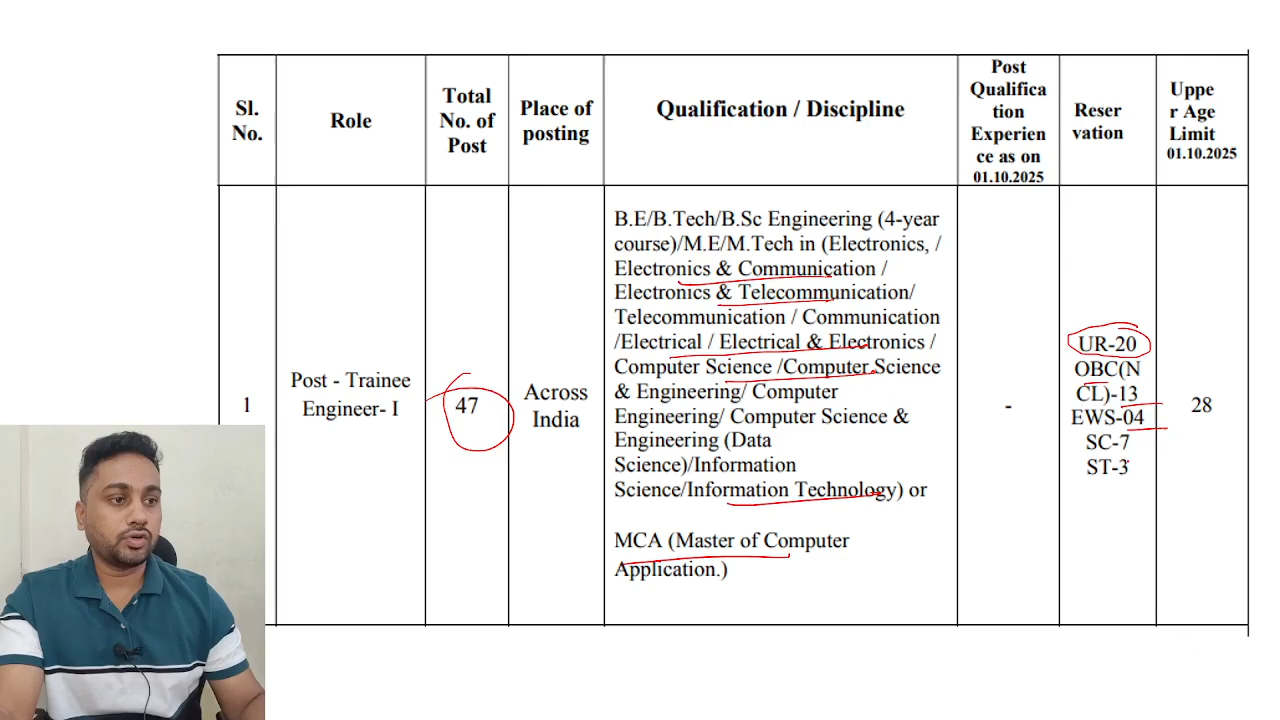 Sl.
No.
Role
Total
No. of
Post
Place of
posting
Qualification / Discipline
Post
Qualifica
tion
Experien
ce as on
01.10.2025
Reser
vation
Uppe
r Age
Limit
01.10.2025
1
Post - Trainee
Engineer- I
47
Across
India
B.E/B.Tech/B.Sc Engineering (4-year
course)/M.E/M.Tech in (Electronics, /
Electronics & Communication /
Electronics & Telecommunication/
Telecommunication / Communication
/Electrical / Electrical & Electronics /
Computer Science /Computer Science
& Engineering/ Computer
Engineering/ Computer Science &
Engineering (Data
Science)/Information
Science/Information Technology) or
MCA (Master of Computer
Application.)
-
UR-20
OBC(N
CL)-13
EWS-04
SC-7
ST-3
28